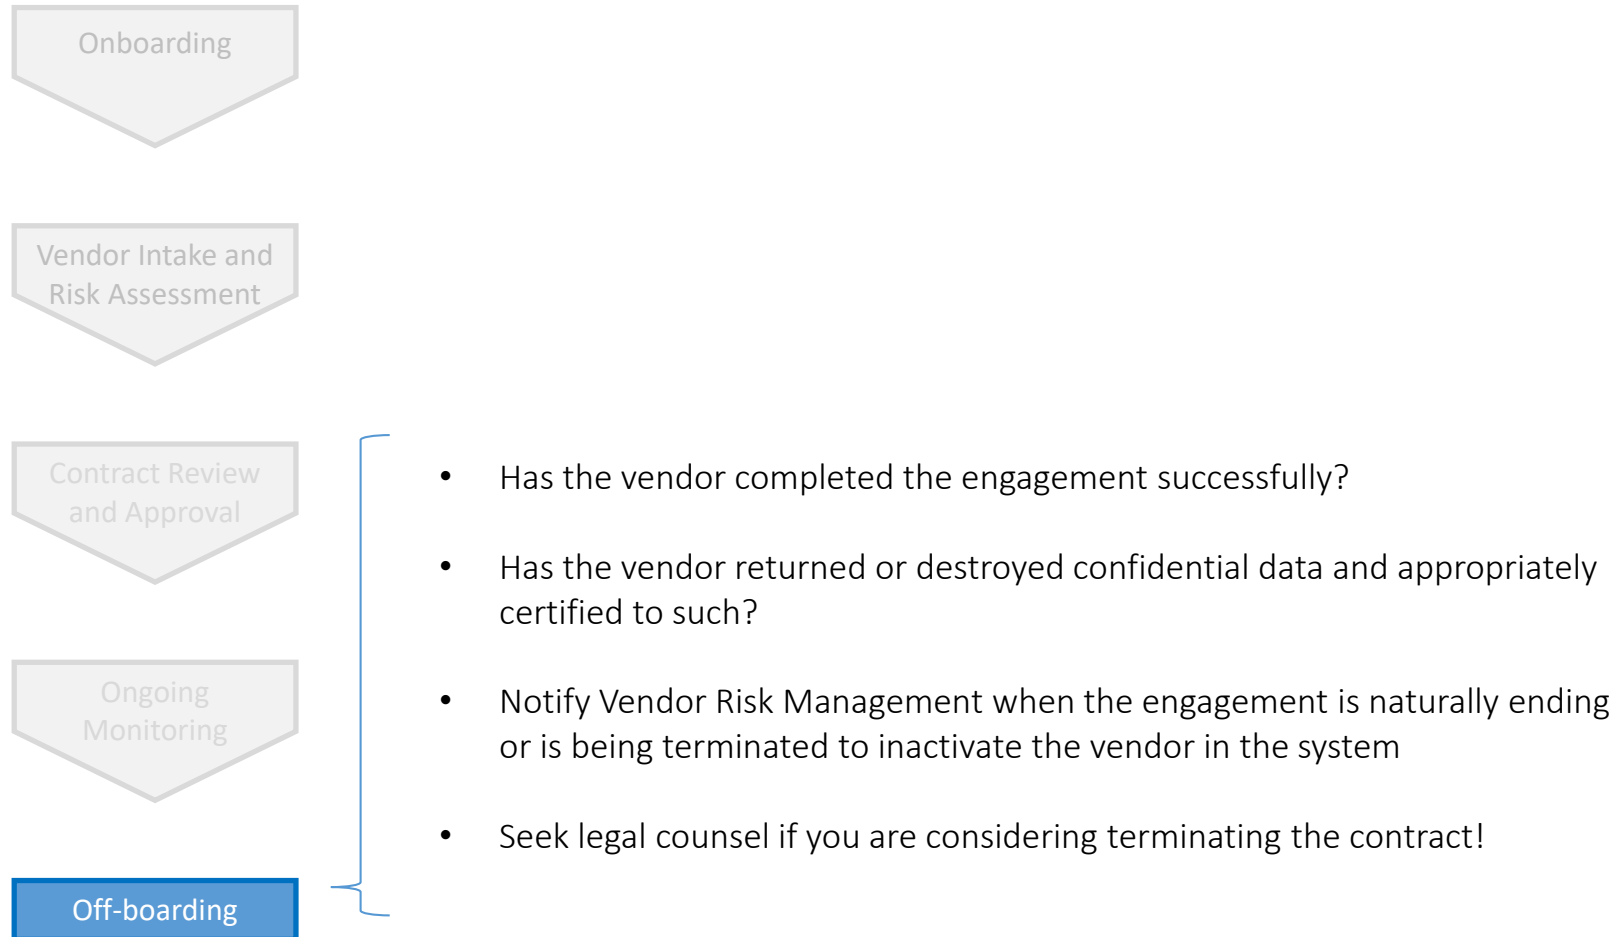 Onboarding
Vendor Intake and
Risk Assessment
Contract Review
and Approval
Ongoing
Monitoring
Off-boarding
• Has the vendor completed the engagement successfully?
• Has the vendor returned or destroyed confidential data and appropriately
certified to such?
• Notify Vendor Risk Management when the engagement is naturally ending
or is being terminated to inactivate the vendor in the system
• Seek legal counsel if you are considering terminating the contract!